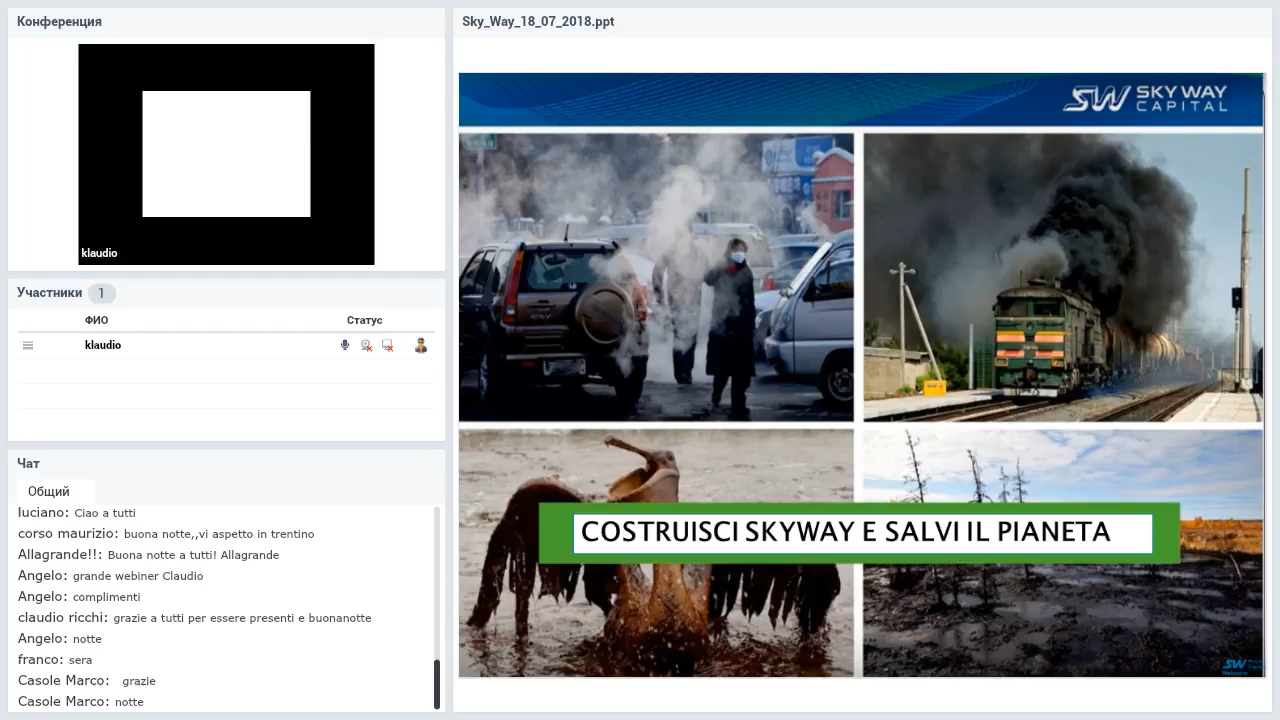 Конференция
klaudio
Участники 1
ФИО Статус
klaudio
Чат
Общий
luciano: Ciao a tutti
corso maurizio: buona notte,,vi aspetto in trentino
Allagrande!!: Buona notte a tutti! Allagrande
Angelo: grande webiner Claudio
Angelo: complimenti
claudio ricchi: grazie a tutti per essere presenti e buonanotte
Angelo: notte
franco: sera
Casole Marco: grazie
Casole Marco: notte
Sky_Way_18_07_2018.ppt
SW SKY WAY
CAPITAL
COSTRUISCI SKYWAY E SALVI IL PIANETA
SW